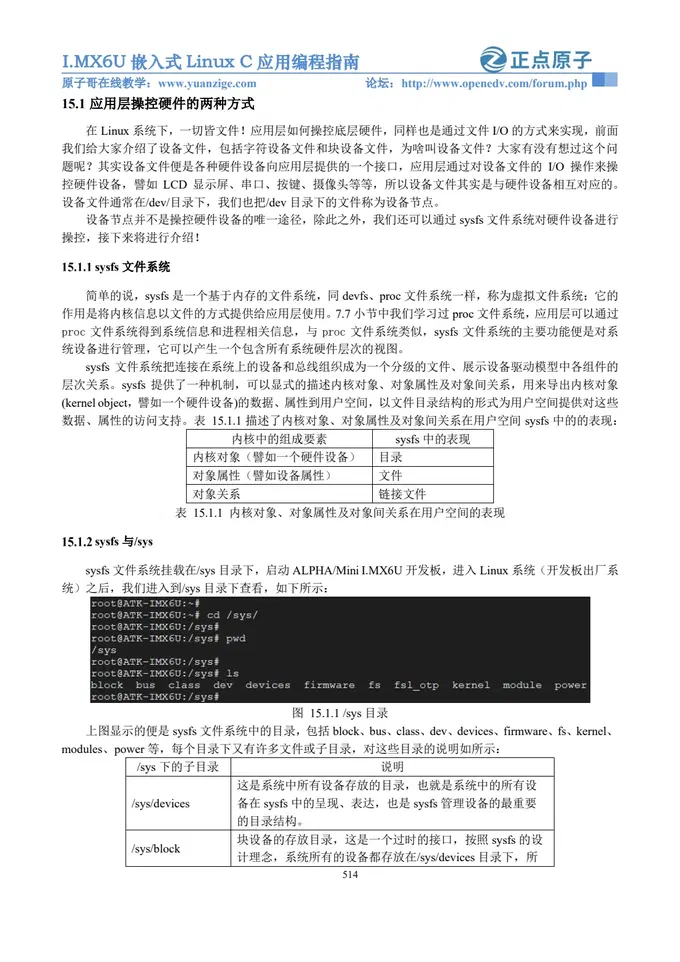 I.MX6U 嵌入式 Linux C 应用编程指南
正点原子
原子哥在线教学：www.yuanzige.com 论坛：http://www.openedv.com/forum.php
15.1 应用层操控硬件的两种方式
在 Linux 系统下，一切皆文件！应用层如何操控底层硬件，同样也是通过文件 I/O 的方式来实现，前面
我们给大家介绍了设备文件，包括字符设备文件和块设备文件，为啥叫设备文件？大家有没有想过这个问
题呢？其实设备文件便是各种硬件设备向应用层提供的一个接口，应用层通过对设备文件的 I/O 操作来操
控硬件设备，譬如 LCD 显示屏、串口、按键、摄像头等等，所以设备文件其实是与硬件设备相互对应的。
设备文件通常在/dev/目录下，我们也把/dev 目录下的文件称为设备节点。
设备节点并不是操控硬件设备的唯一途径，除此之外，我们还可以通过 sysfs 文件系统对硬件设备进行
操控，接下来将进行介绍！
15.1.1 sysfs 文件系统
简单的说，sysfs 是一个基于内存的文件系统，同 devfs、proc 文件系统一样，称为虚拟文件系统；它的
作用是将内核信息以文件的方式提供给应用层使用。7.7 小节中我们学习过 proc 文件系统，应用层可以通过
proc 文件系统得到系统信息和进程相关信息，与 proc 文件系统类似，sysfs 文件系统的主要功能便是对系
统设备进行管理，它可以产生一个包含所有系统硬件层次的视图。
sysfs 文件系统把连接在系统上的设备和总线组织成为一个分级的文件、展示设备驱动模型中各组件的
层次关系。sysfs 提供了一种机制，可以显式的描述内核对象、对象属性及对象间关系，用来导出内核对象
(kernel object，譬如一个硬件设备)的数据、属性到用户空间，以文件目录结构的形式为用户空间提供对这些
数据、属性的访问支持。表 15.1.1 描述了内核对象、对象属性及对象间关系在用户空间 sysfs 中的的表现：
内核中的组成要素 sysfs 中的表现
内核对象（譬如一个硬件设备） 目录
对象属性（譬如设备属性） 文件
对象关系 链接文件
表 15.1.1 内核对象、对象属性及对象间关系在用户空间的表现
15.1.2 sysfs 与/sys
sysfs 文件系统挂载在/sys 目录下，启动 ALPHA/Mini I.MX6U 开发板，进入 Linux 系统（开发板出厂系
统）之后，我们进入到/sys 目录下查看，如下所示：
root@ATK-IMX6U:~#
root@ATK-IMX6U:~# cd /sys/
root@ATK-IMX6U:/sys#
root@ATK-IMX6U:/sys# pwd
/sys
root@ATK-IMX6U:/sys#
root@ATK-IMX6U:/sys# ls
block bus class dev devices firmware fs fsl_otp kernel module power
root@ATK-IMX6U:/sys#
图 15.1.1 /sys 目录
上图显示的便是 sysfs 文件系统中的目录，包括 block、bus、class、dev、devices、firmware、fs、kernel、
modules、power 等，每个目录下又有许多文件或子目录，对这些目录的说明如所示：
/sys 下的子目录 说明
/sys/devices 这是系统中所有设备存放的目录，也就是系统中的所有设
备在 sysfs 中的呈现、表达，也是 sysfs 管理设备的最重要
的目录结构。
/sys/block 块设备的存放目录，这是一个过时的接口，按照 sysfs 的设
计理念，系统所有的设备都存放在/sys/devices 目录下，所
514